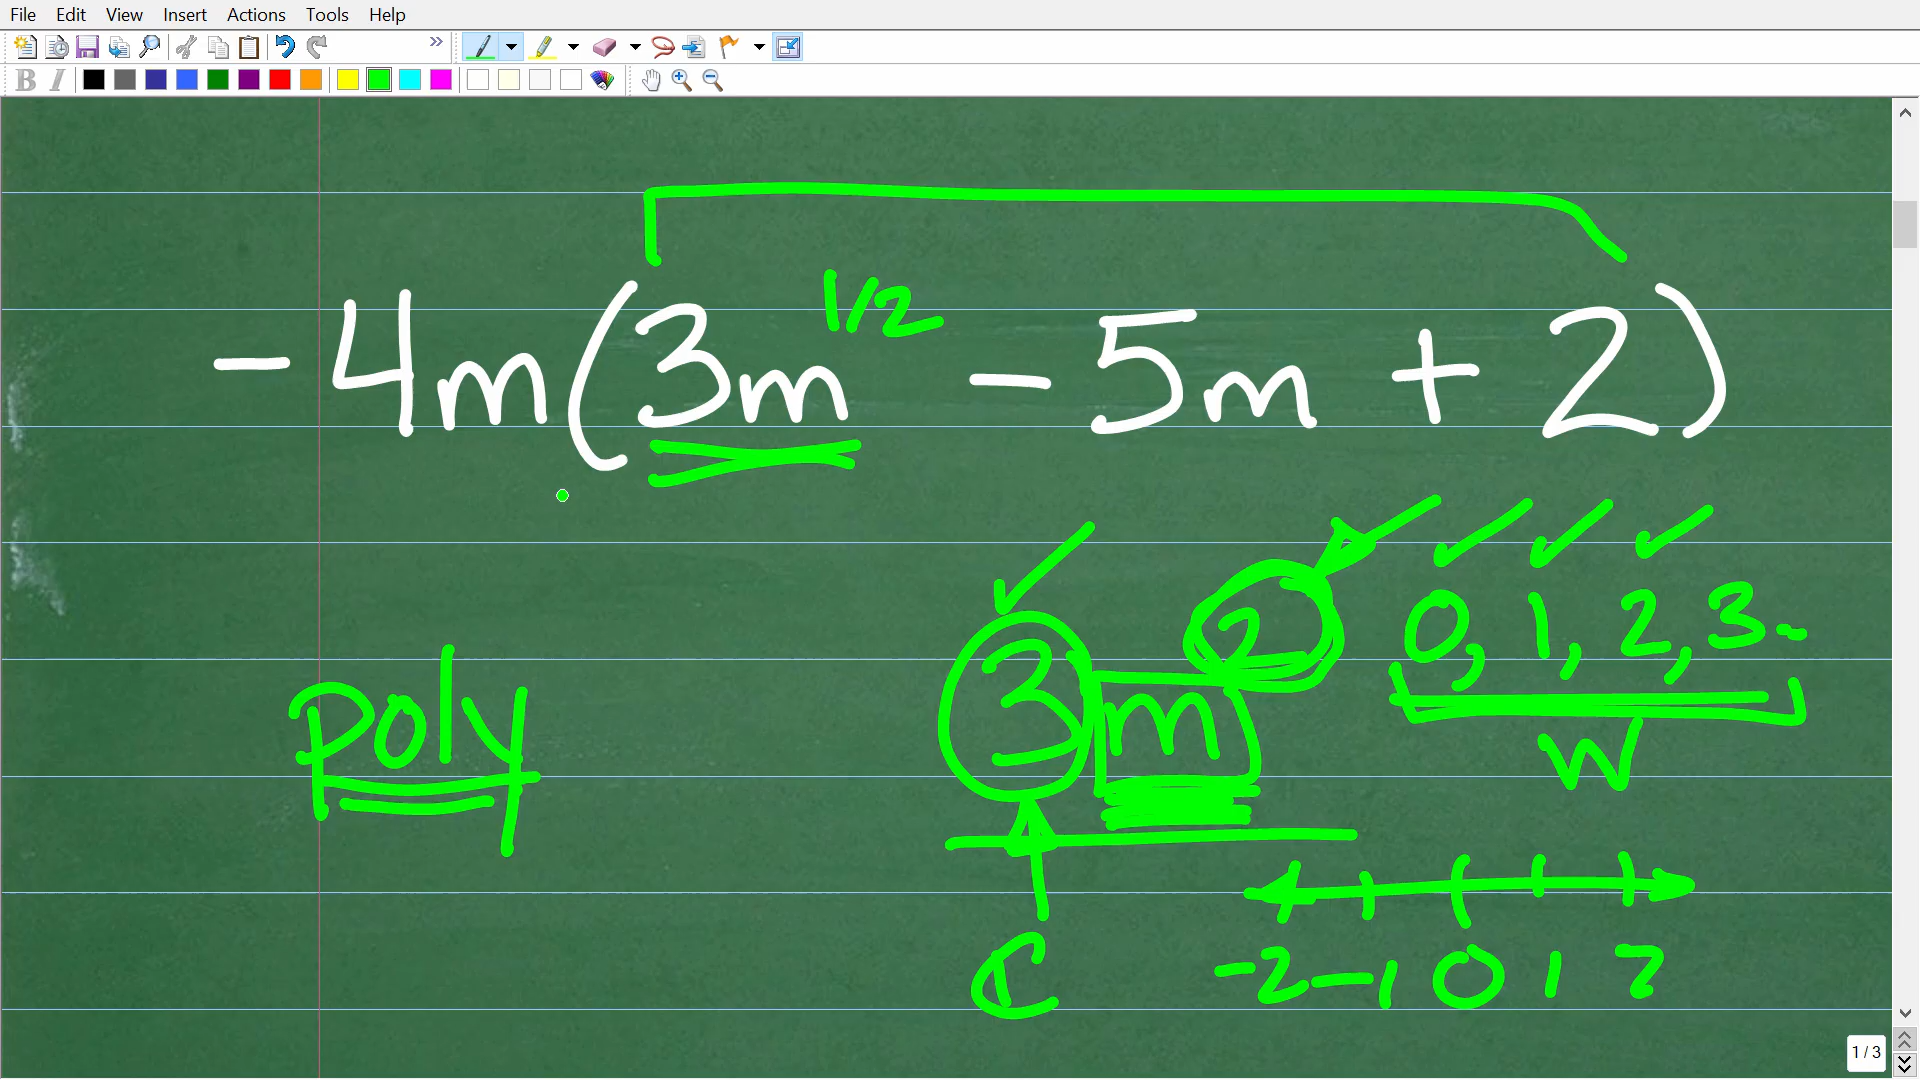 File Edit View Insert Actions Tools Help
B I
-4m(3m^1/2 - 5m + 2)
0, 1, 2, 3...
3m^2
W
poly
-2 -1 0 1 2
C
1 / 3